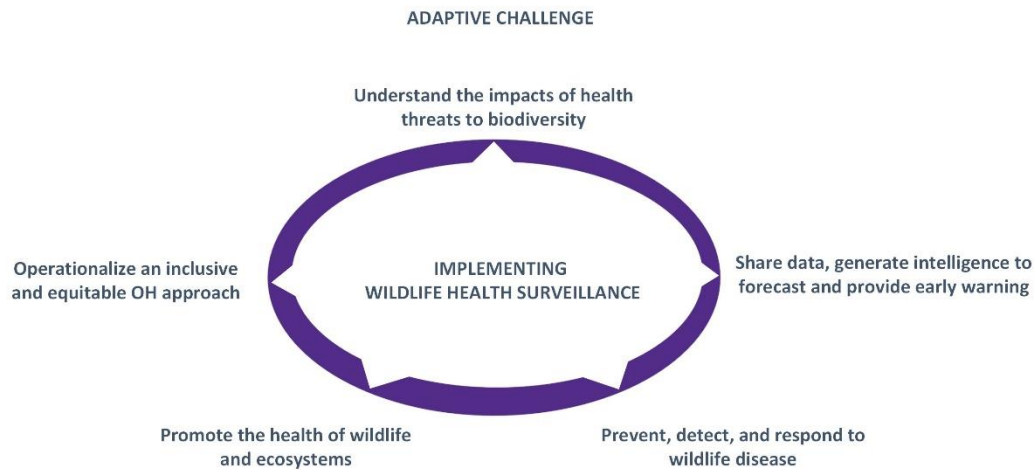 ADAPTIVE CHALLENGE
Understand the impacts of health
threats to biodiversity
Operationalize an inclusive
and equitable OH approach
IMPLEMENTING
WILDLIFE HEALTH SURVEILLANCE
Share data, generate intelligence to
forecast and provide early warning
Promote the health of wildlife
and ecosystems
Prevent, detect, and respond to
wildlife disease